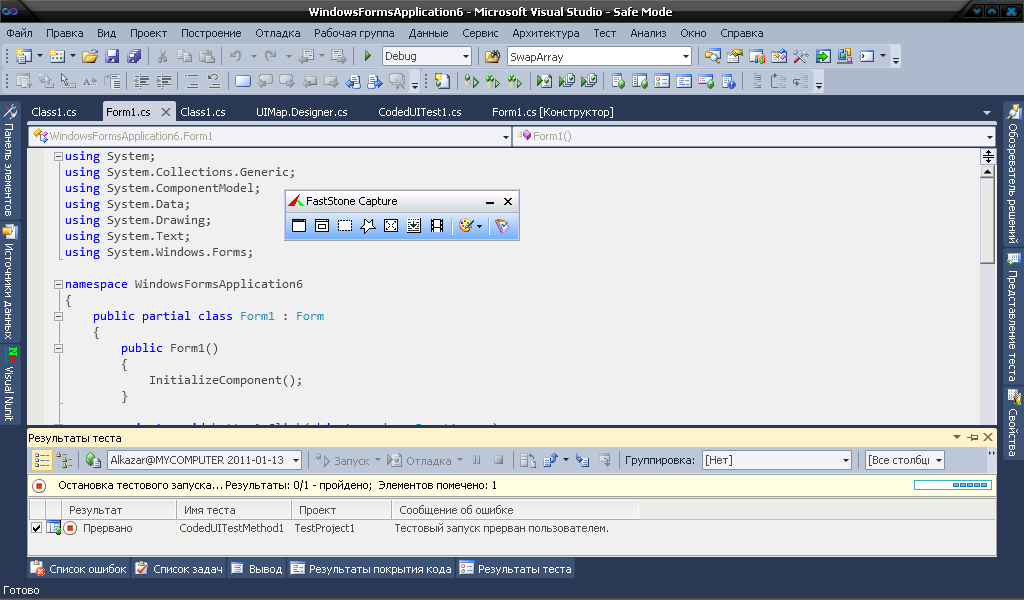 WindowsFormsApplication6 - Microsoft Visual Studio - Safe Mode
Файл Правка Вид Проект Построение Отладка Рабочая группа Данные Сервис Архитектура Тест Анализ Окно Справка
Debug SwapArray
Class1.cs Form1.cs Class1.cs UIMap.Designer.cs CodedUITest1.cs Form1.cs [Конструктор]
WindowsFormsApplication6.Form1 Form1()
Панель элементов
Источники данных
Visual Nunit
using System;
using System.Collections.Generic;
using System.ComponentModel;
using System.Data;
using System.Drawing;
using System.Text;
using System.Windows.Forms;
FastStone Capture
namespace WindowsFormsApplication6
{
public partial class Form1 : Form
{
public Form1()
{
InitializeComponent();
}
Обозреватель решений
Представление теста
Свойства
Результаты теста
Alkazar@MYCOMPUTER 2011-01-13 Запуск Отладка Группировка: [Нет] [Все столбц
Остановка тестового запуска... Результаты: 0/1 - пройдено; Элементов помечено: 1
Результат Имя теста Проект Сообщение об ошибке
Прервано CodedUITestMethod1 TestProject1 Тестовый запуск прерван пользователем.
Список ошибок Список задач Вывод Результаты покрытия кода Результаты теста
Готово